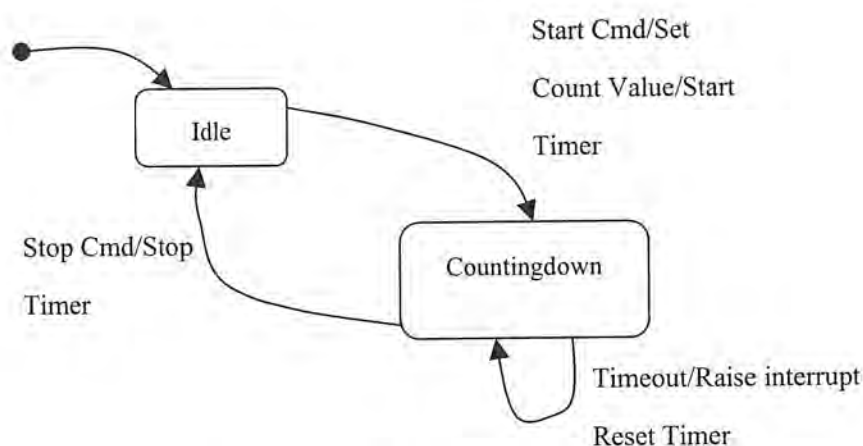 Start Cmd/Set
Count Value/Start
Timer
Idle
Stop Cmd/Stop
Timer
Countingdown
Timeout/Raise interrupt
Reset Timer